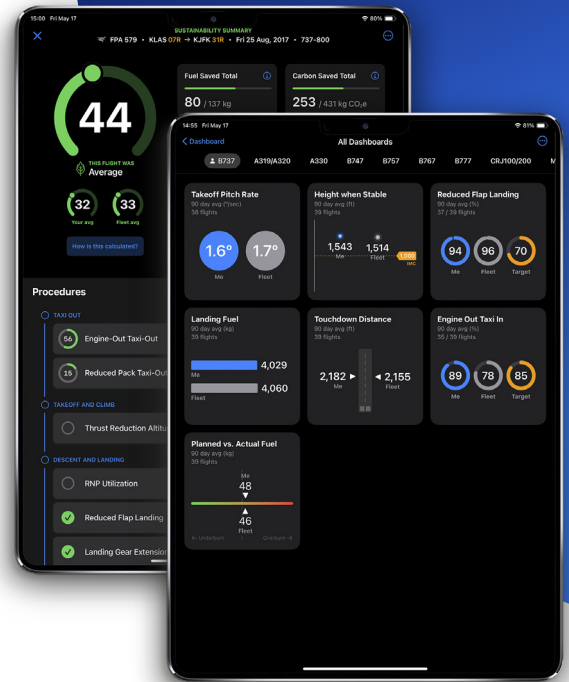 15:00 Fri May 17
80%
SUSTAINABILITY SUMMARY
FPA 579 • KLAS 07R → KJFK 31R • Fri 25 Aug, 2017 • 737-800
44
THIS FLIGHT WAS
Average
32
33
Your avg
Fleet avg
How is this calculated?
Fuel Saved Total
80 / 137 kg
Carbon Saved Total
253 / 431 kg CO₂e
Procedures
TAXI OUT
56 Engine-Out Taxi-Out
15 Reduced Pack Taxi-Out
TAKEOFF AND CLIMB
Thrust Reduction Altitu
DESCENT AND LANDING
RNP Utilization
Reduced Flap Landing
Landing Gear Extension
14:55 Fri May 17
81%
Dashboard
All Dashboards
B737 A319/A320 A330 B747 B757 B767 B777 CRJ100/200 M
Takeoff Pitch Rate
90 day avg (°/sec)
38 flights
1.6° 1.7°
Me Fleet
Height when Stable
90 day avg (ft)
39 flights
1,543 1,514
Me Fleet
1,000
IMC
Reduced Flap Landing
90 day avg (%)
37 / 39 flights
94 96 70
Me Fleet Target
Landing Fuel
90 day avg (kg)
39 flights
4,029
Me
4,060
Fleet
Touchdown Distance
90 day avg (ft)
39 flights
2,182 2,155
Me Fleet
Engine Out Taxi In
90 day avg (%)
35 / 39 flights
89 78 85
Me Fleet Target
Planned vs. Actual Fuel
90 day avg (kg)
39 flights
Me
48
46
Fleet
← Underburn Overburn →